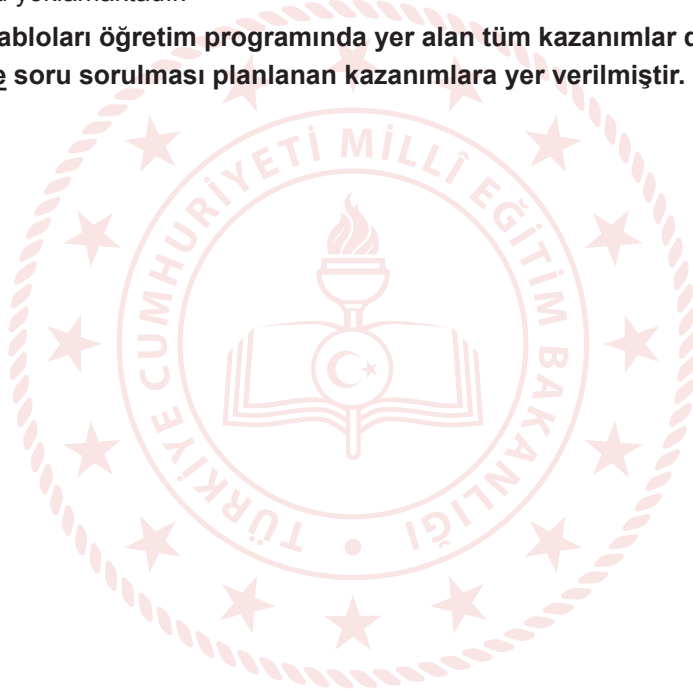 yoklamaktadır.
abloları öğretim programında yer alan tüm kazanımlar
soru sorulması planlanan kazanımlara yer verilmiştir.
TÜRKİYE CUMHURİYETİ MİLLÎ EĞİTİM BAKANLIĞI